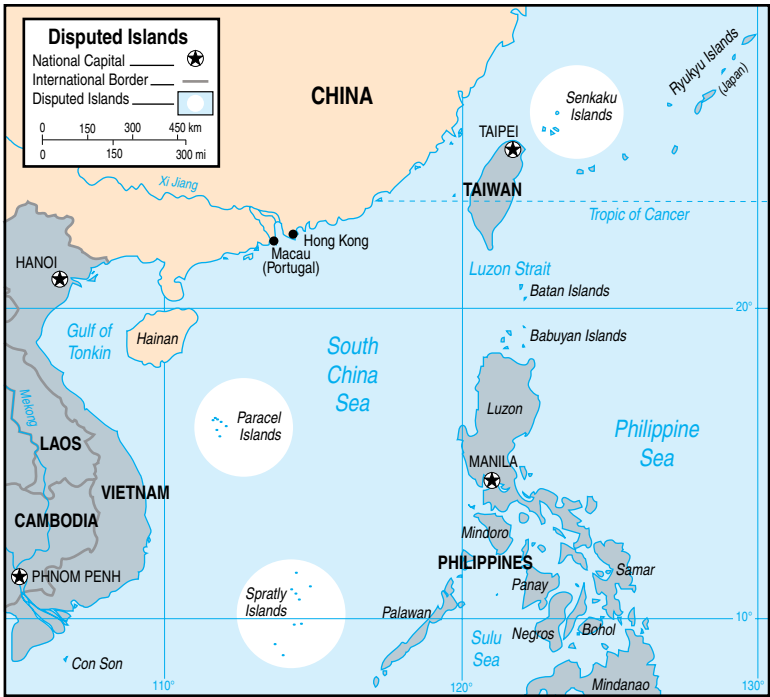 Disputed Islands
National Capital
International Border
Disputed Islands
0 150 300 450 km
0 150 300 mi
CHINA
Ryukyu Islands
(Japan)
Senkaku
Islands
TAIPEI
TAIWAN
Xi Jiang
Tropic of Cancer
Hong Kong
Macau
(Portugal)
HANOI
Luzon Strait
Batan Islands
20°
Gulf of
Tonkin
Hainan
South
China
Sea
Babuyan Islands
Mekong
Paracel
Islands
Luzon
Philippine
Sea
LAOS
MANILA
VIETNAM
CAMBODIA
Mindoro
PHILIPPINES
PHNOM PENH
Spratly
Islands
Panay
Samar
Palawan
10°
Sulu
Sea
Negros
Bohol
Con Son
110°
120°
Mindanao
130°